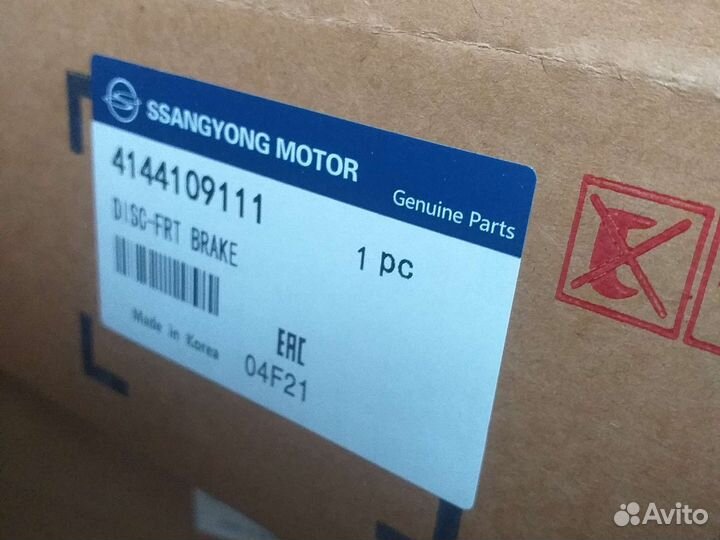 SSANGYONG MOTOR
Genuine Parts
4144109111
DISC-FRT BRAKE
1 pc
Made in Korea
EAC
04F21
Avito